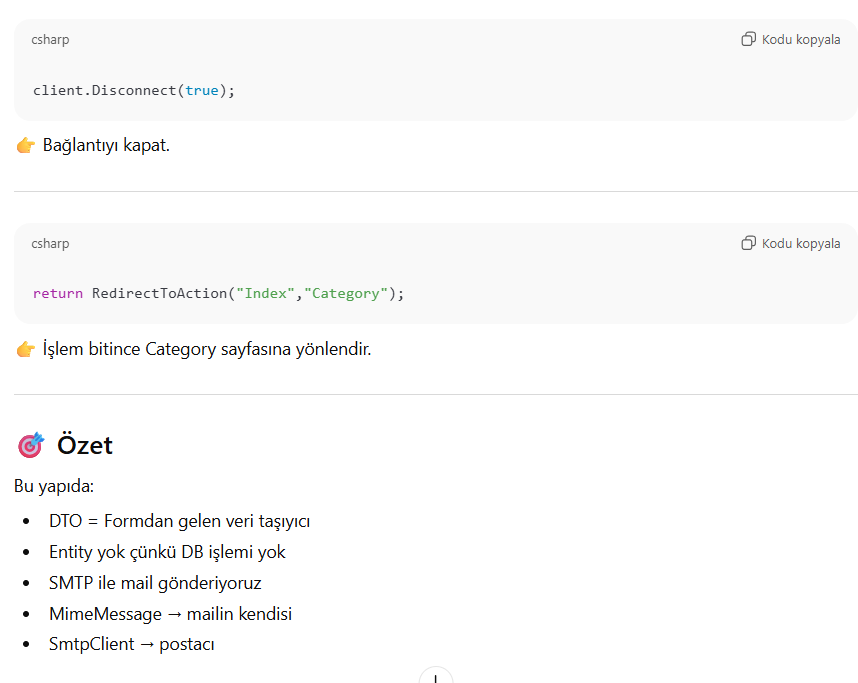 csharp
Kodu kopyala
client.Disconnect(true);
👉 Bağlantıyı kapat.
csharp
Kodu kopyala
return RedirectToAction("Index","Category");
👉 İşlem bitince Category sayfasına yönlendir.
🎯 Özet
Bu yapıda:
• DTO = Formdan gelen veri taşıyıcı
• Entity yok çünkü DB işlemi yok
• SMTP ile mail gönderiyoruz
• MimeMessage → mailin kendisi
• SmtpClient → postacı